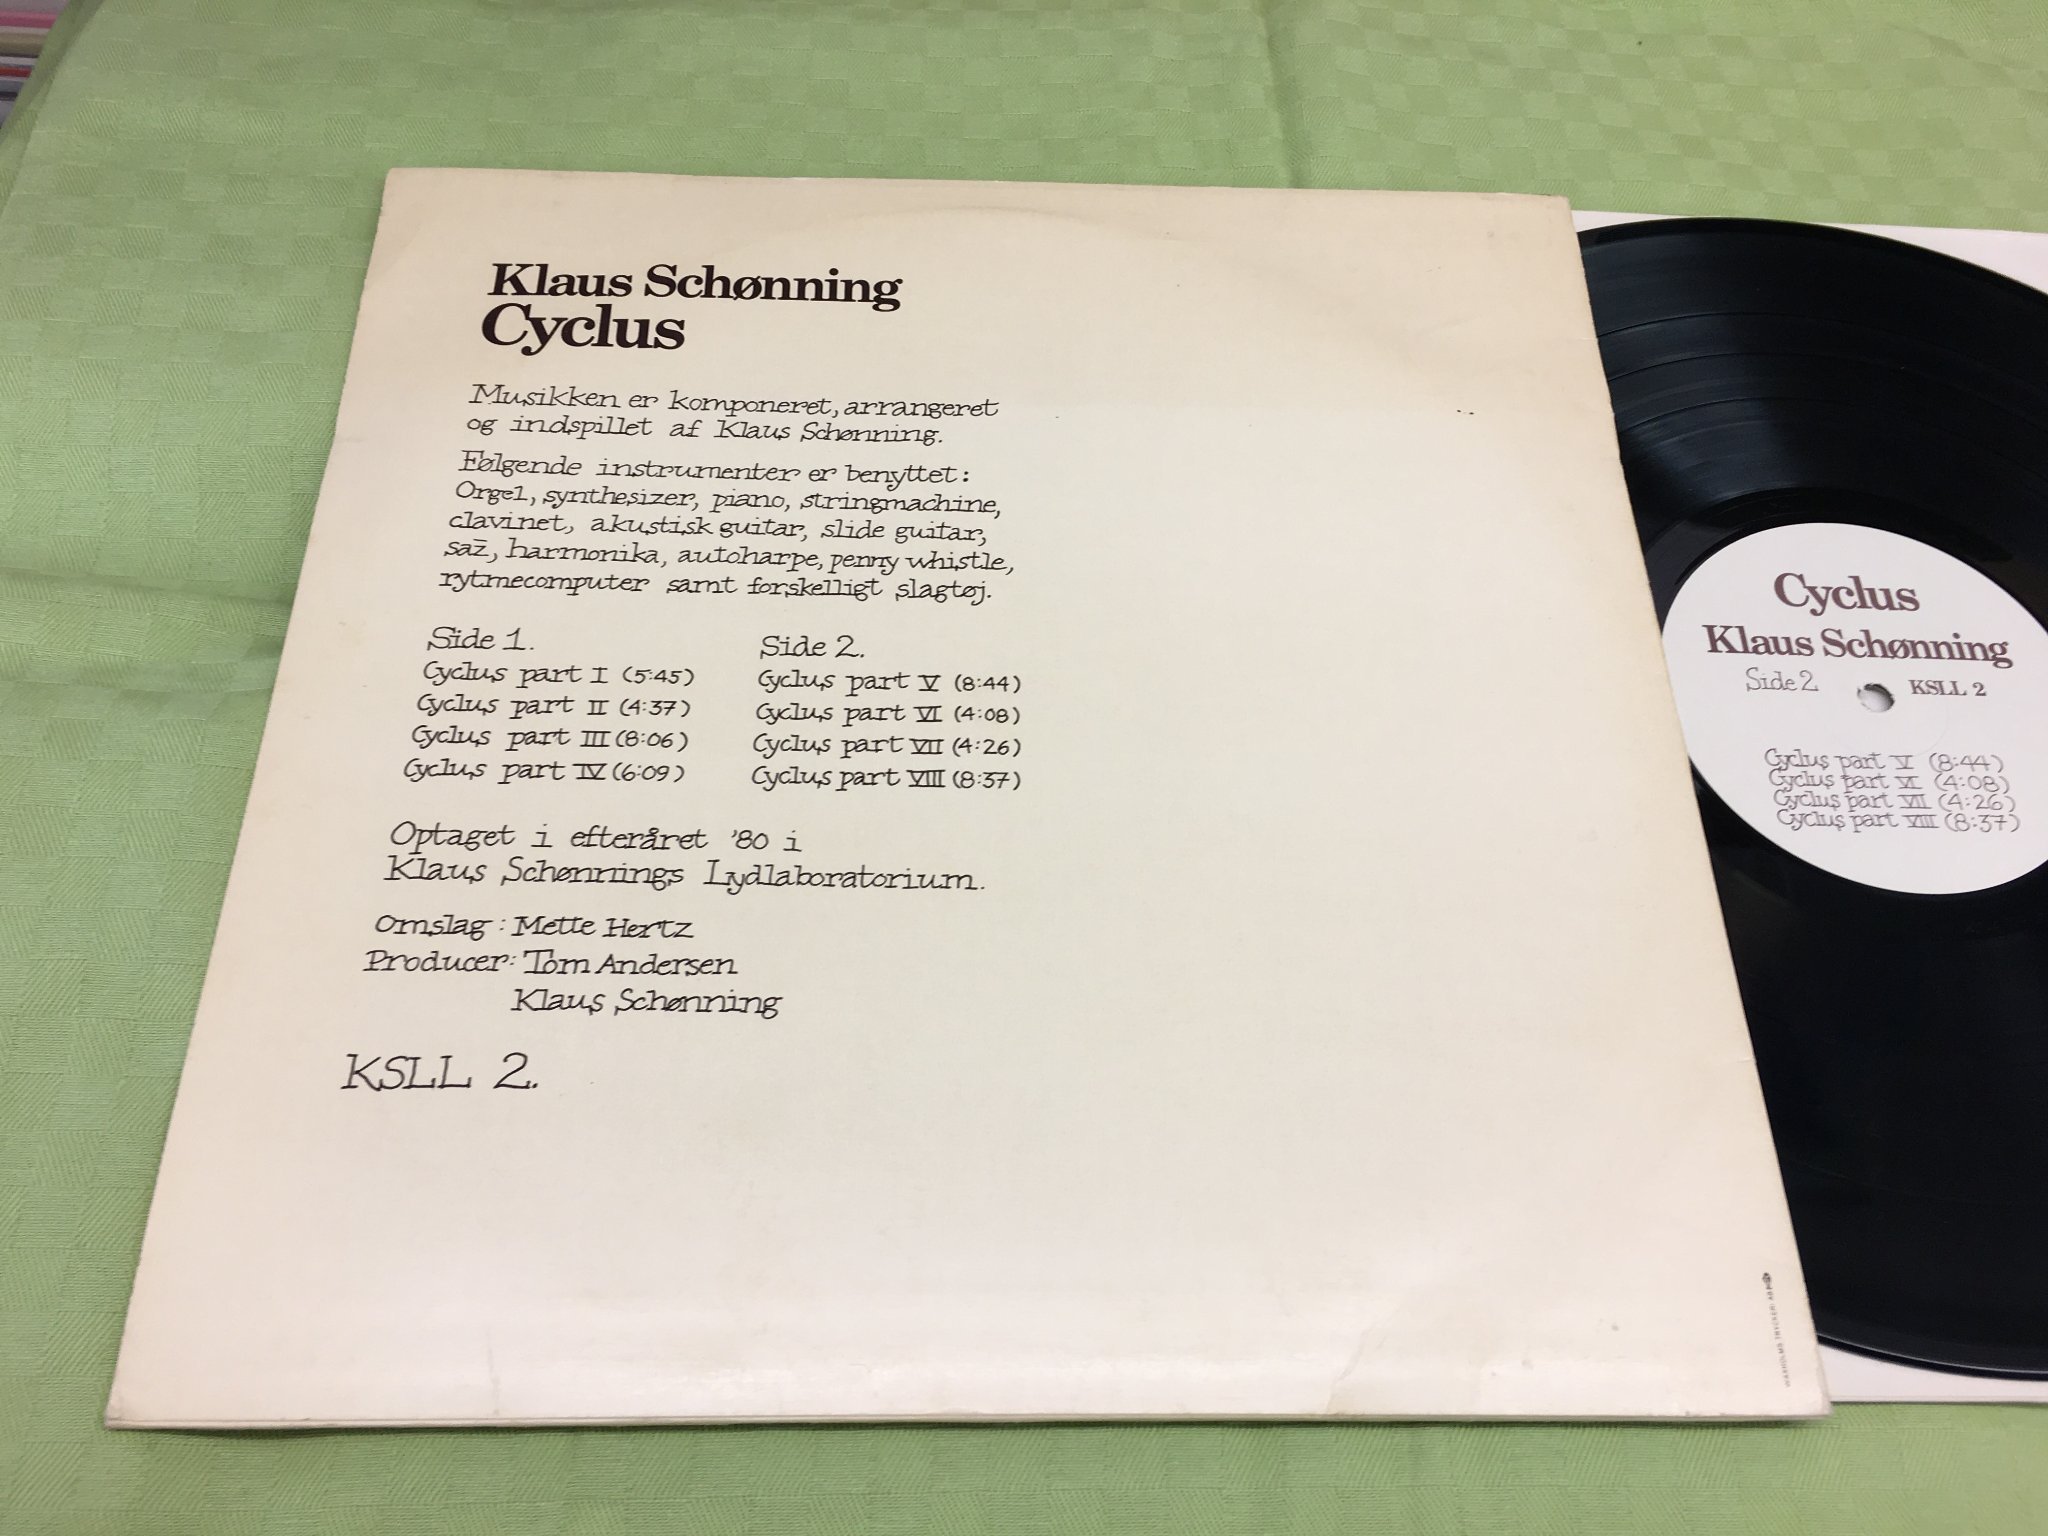 Klaus Schønning
Cyclus
Musikken er komponeret, arrangeret
og indspillet af Klaus Schønning.
Følgende instrumenter er benyttet:
Orgel, synthesizer, piano, stringmachine,
clavinet, akustisk guitar, slide guitar,
saz, harmonika, autoharpe, penny whistle,
rytmecomputer samt forskelligt slagtøj.
Side 1.
Cyclus part I (5:45)
Cyclus part II (4:37)
Cyclus part III (8:06)
Cyclus part IV (6:09)
Side 2.
Cyclus part V (8:44)
Cyclus part VI (4:08)
Cyclus part VII (4:26)
Cyclus part VIII (8:37)
Optaget i efteråret '80 i
Klaus Schønnings Lydlaboratorium.
Omslag: Mette Hertz
Producer: Tom Andersen
Klaus Schønning
KSLL 2.
Cyclus
Klaus Schønning
Side 2 KSLL 2
Cyclus part V (8:44)
Cyclus part VI (4:08)
Cyclus part VII (4:26)
Cyclus part VIII (8:37)